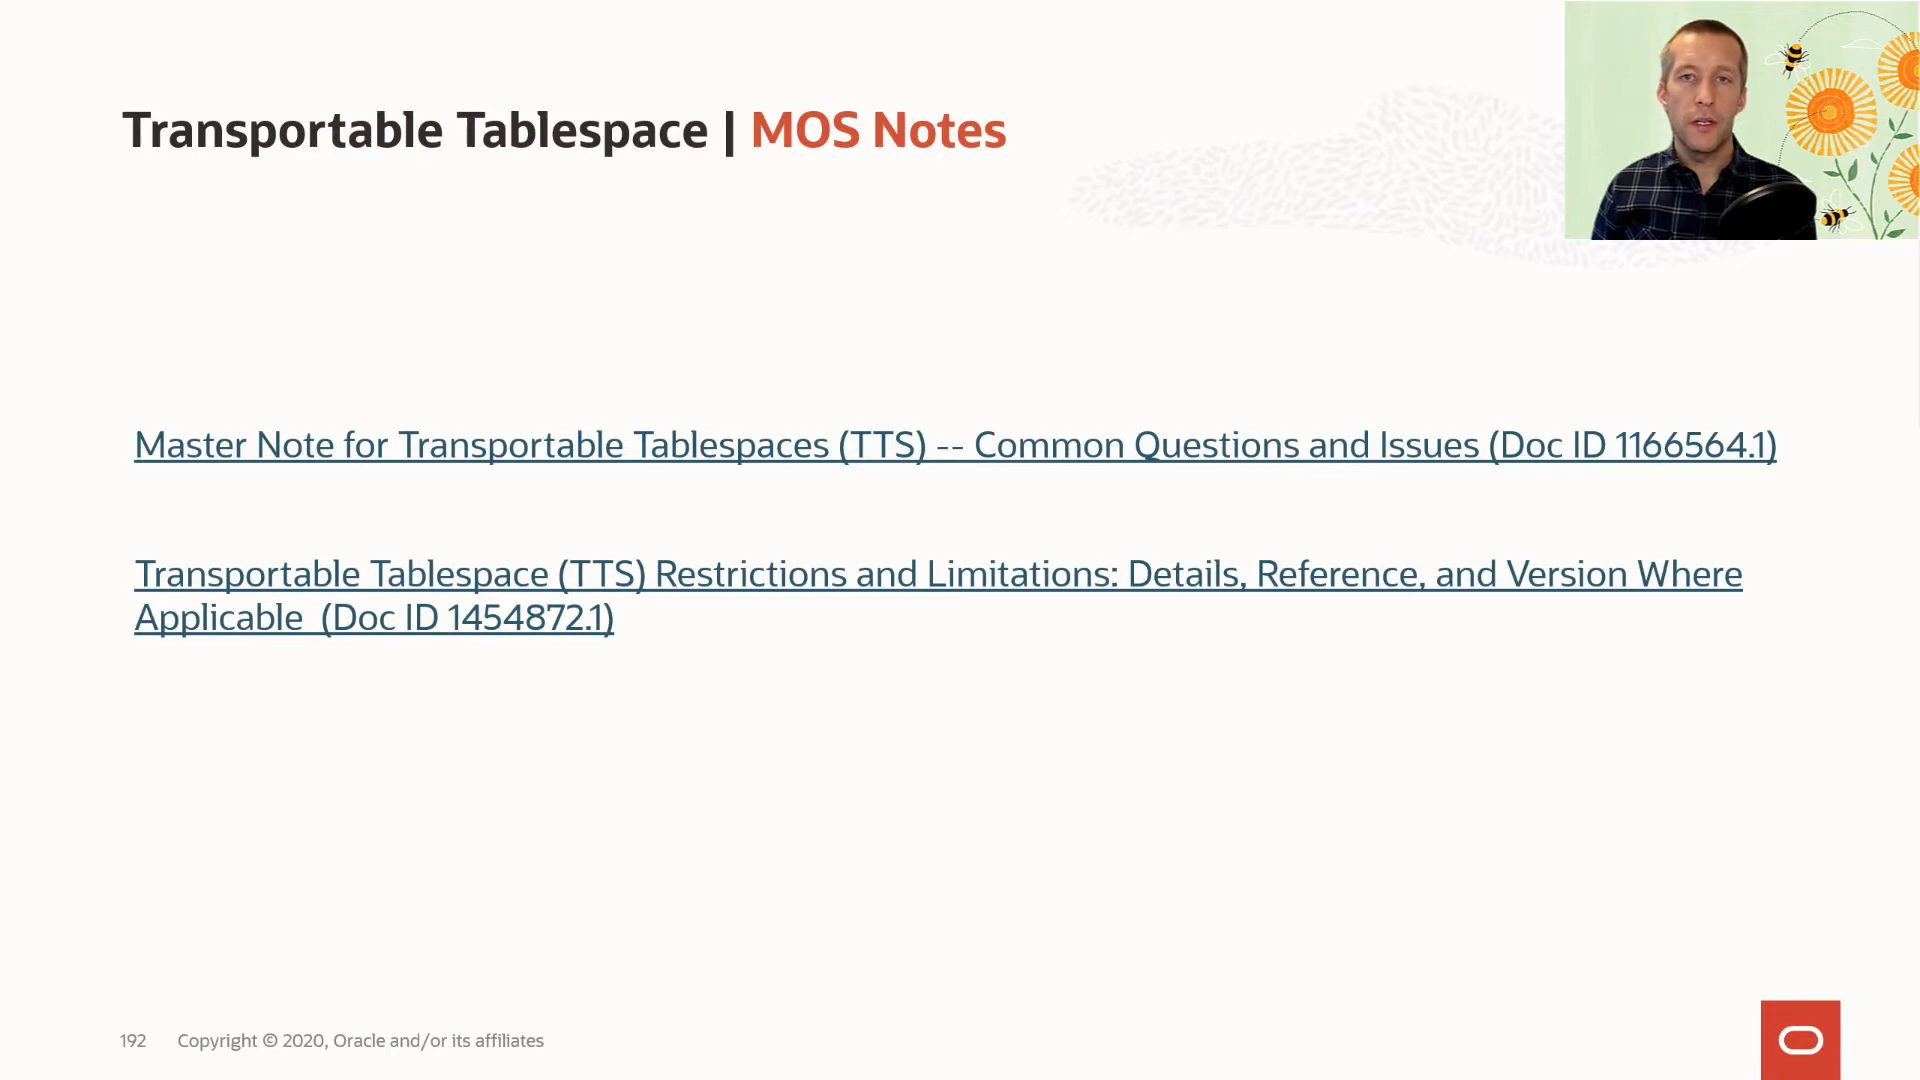 Transportable Tablespace | MOS Notes
Master Note for Transportable Tablespaces (TTS) -- Common Questions and Issues (Doc ID 1166564.1)
Transportable Tablespace (TTS) Restrictions and Limitations: Details, Reference, and Version Where
Applicable (Doc ID 1454872.1)
192 Copyright © 2020, Oracle and/or its affiliates